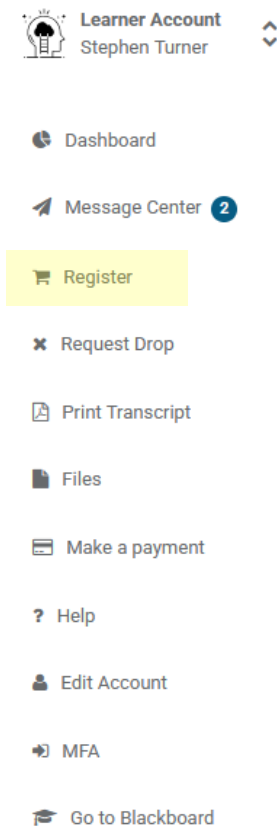 Learner Account
Stephen Turner
Dashboard
Message Center 2
Register
Request Drop
Print Transcript
Files
Make a payment
? Help
Edit Account
MFA
Go to Blackboard